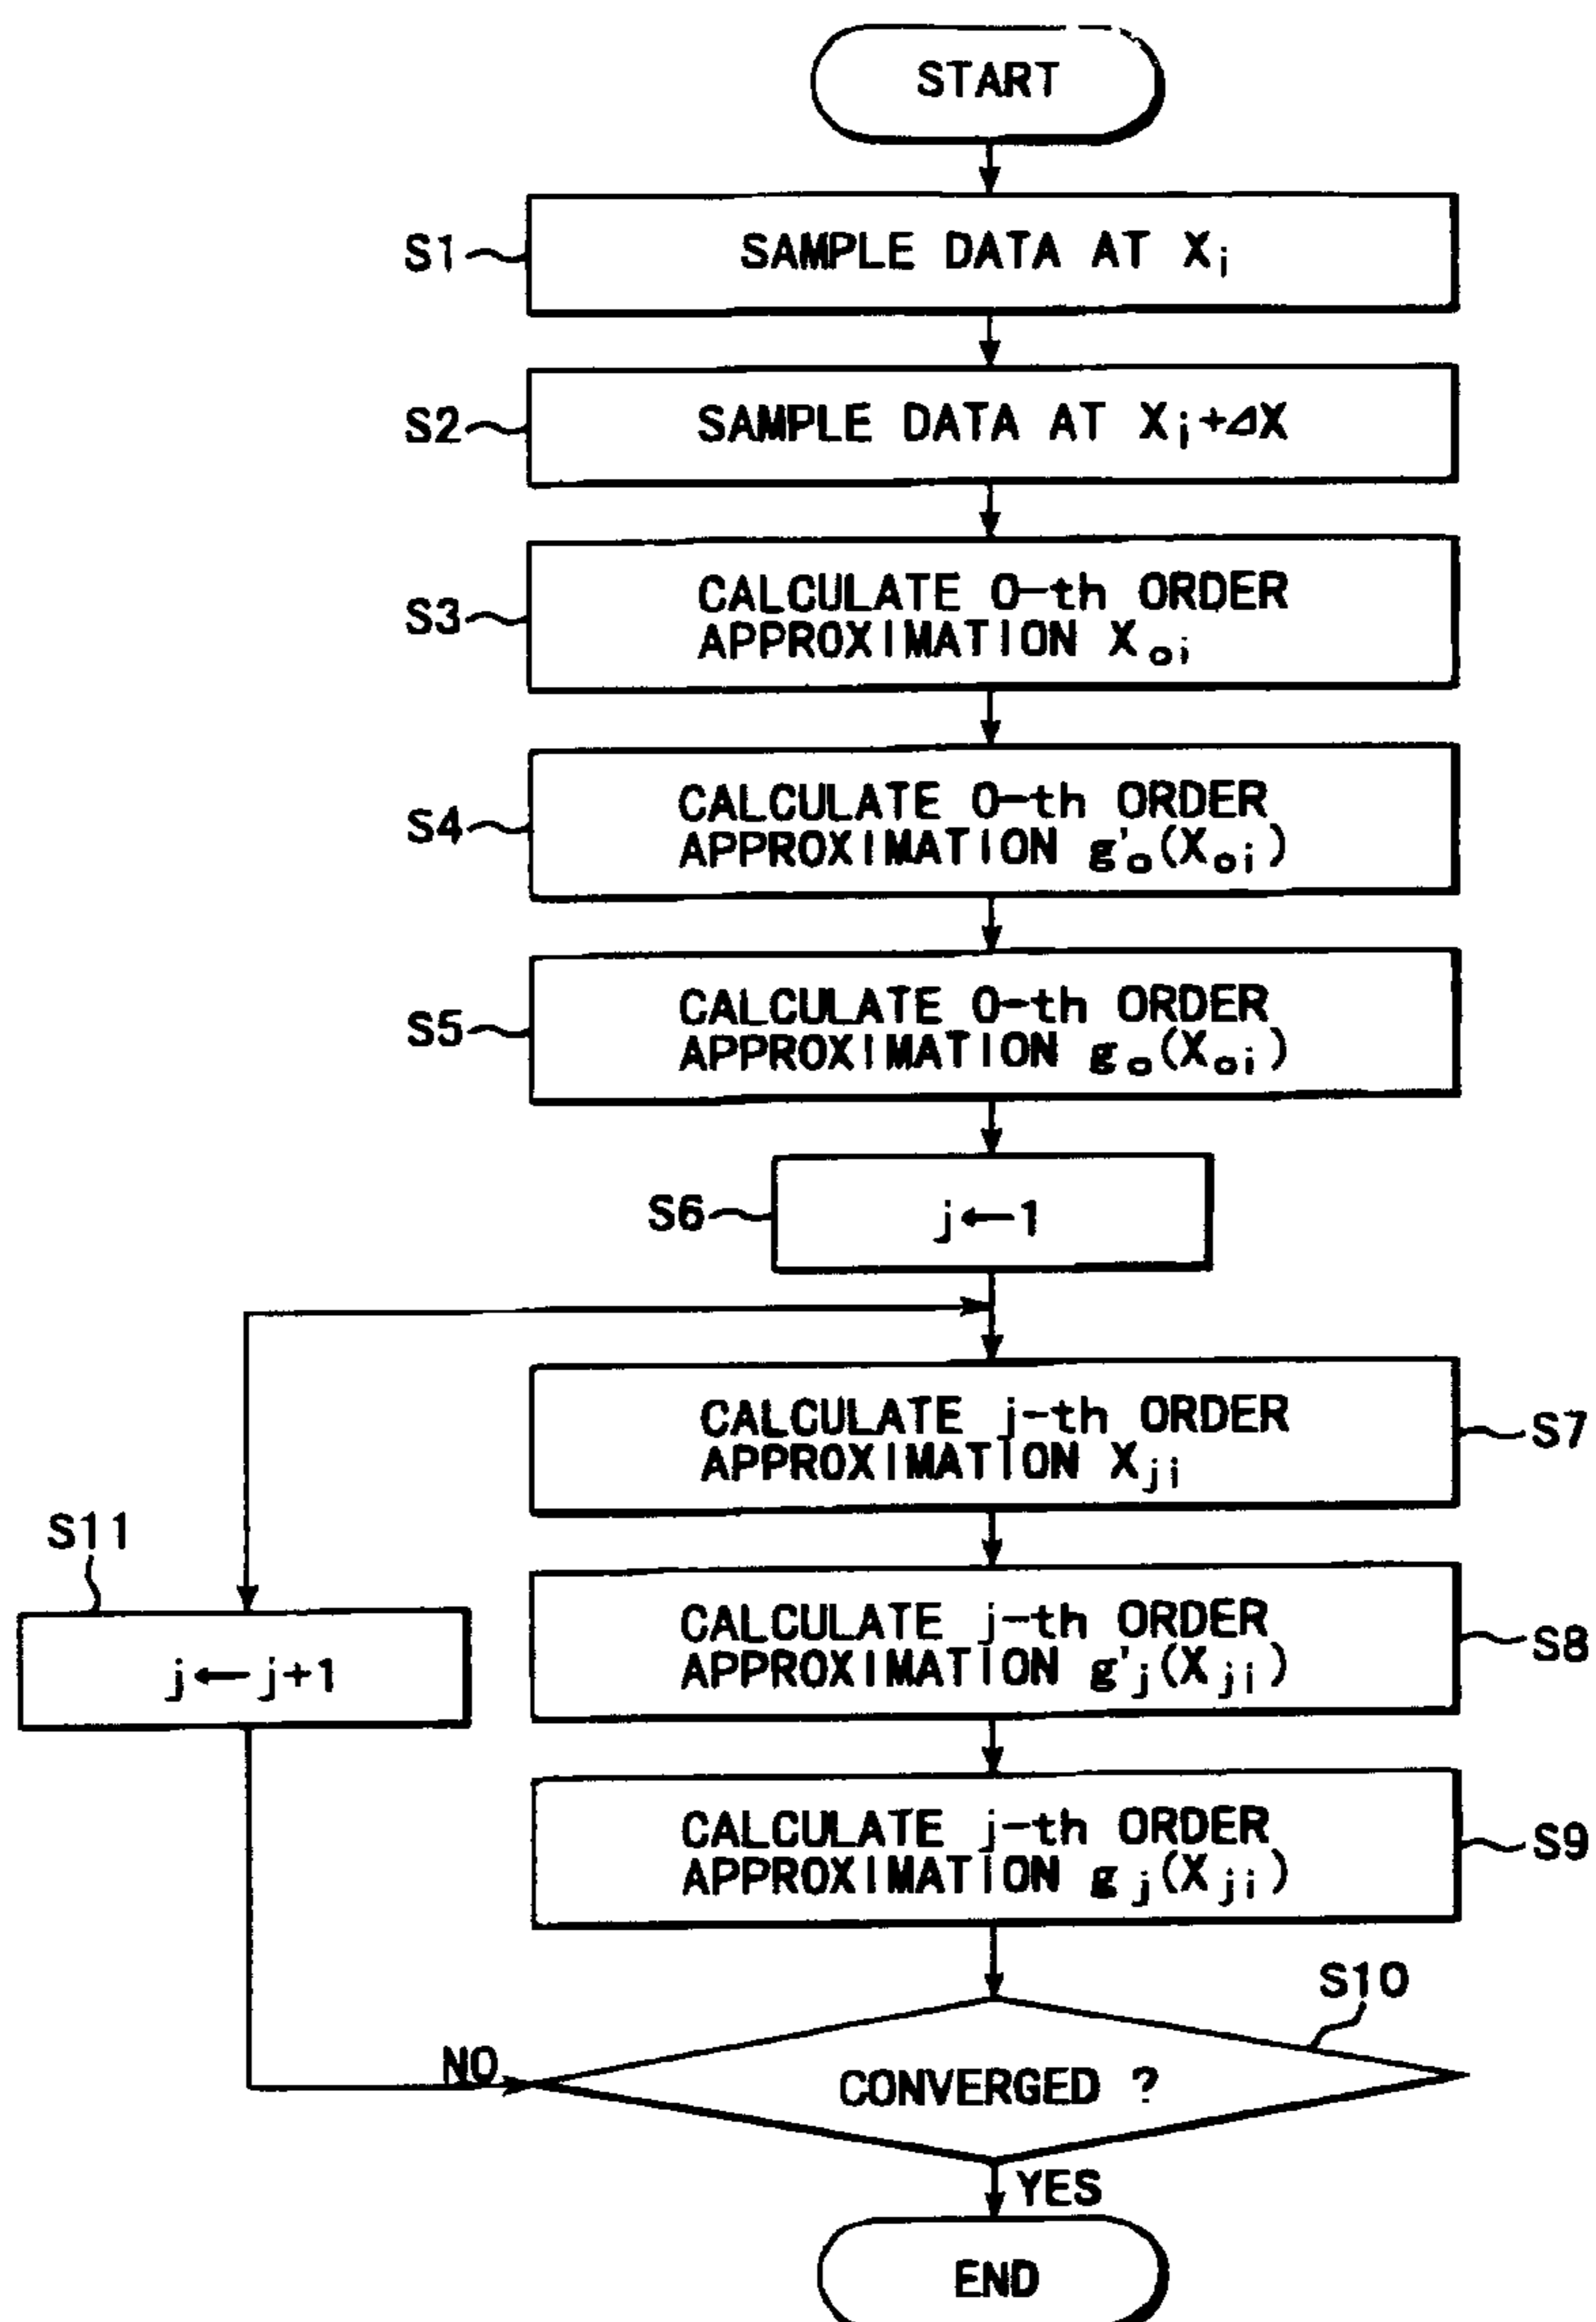 START
S1
SAMPLE DATA AT Xi
S2
SAMPLE DATA AT Xi+ΔX
S3
CALCULATE 0-th ORDER
APPROXIMATION Xoi
S4
CALCULATE 0-th ORDER
APPROXIMATION g'o(Xoi)
S5
CALCULATE 0-th ORDER
APPROXIMATION go(Xoi)
S6
j←1
CALCULATE j-th ORDER
APPROXIMATION Xji
S7
S11
j←j+1
CALCULATE j-th ORDER
APPROXIMATION g'j(Xji)
S8
CALCULATE j-th ORDER
APPROXIMATION gj(Xji)
S9
S10
NO
CONVERGED ?
YES
END